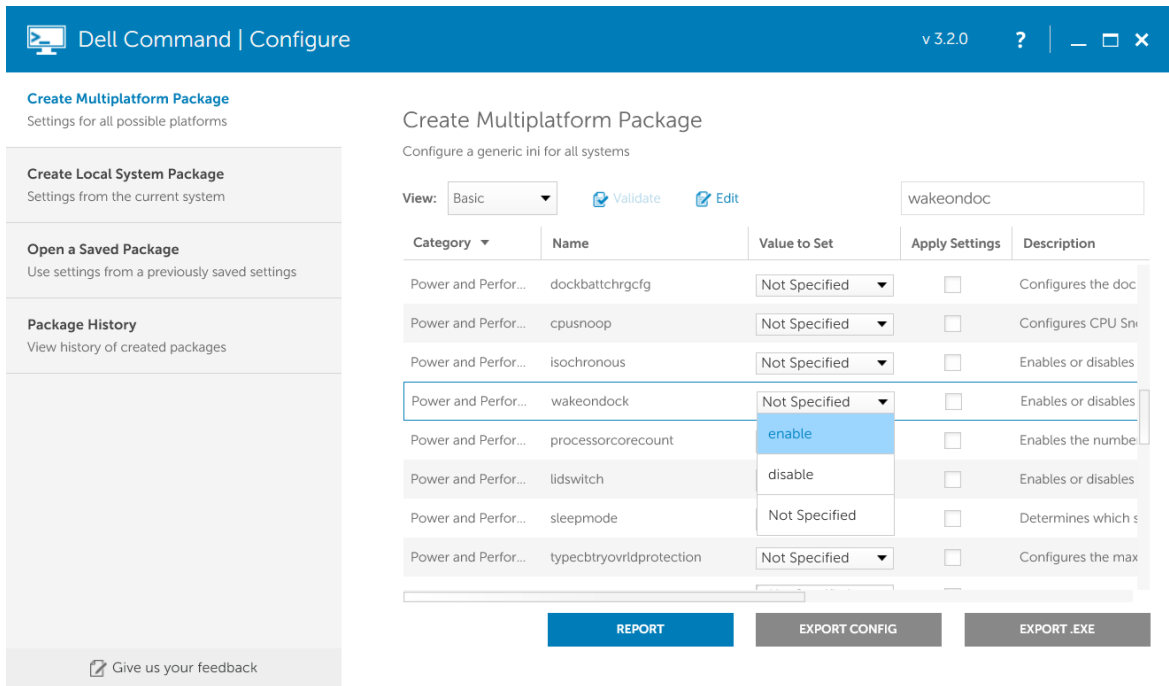 Dell Command | Configure
v 3.2.0
?
Create Multiplatform Package
Settings for all possible platforms
Create Local System Package
Settings from the current system
Open a Saved Package
Use settings from a previously saved settings
Package History
View history of created packages
Give us your feedback
Create Multiplatform Package
Configure a generic ini for all systems
View: Basic Validate Edit wakeondoc
Category Name Value to Set Apply Settings Description
Power and Perfor... dockbattchrgcfg Not Specified Configures the doc
Power and Perfor... cpusnoop Not Specified Configures CPU Sn
Power and Perfor... isochronous Not Specified Enables or disables
Power and Perfor... wakeondock Not Specified Enables or disables
Power and Perfor... processorcorecount enable Enables the numbe
Power and Perfor... lidswitch disable Enables or disables
Power and Perfor... sleepmode Not Specified Determines which s
Power and Perfor... typecbtryovrldprotection Not Specified Configures the max
REPORT EXPORT CONFIG EXPORT .EXE